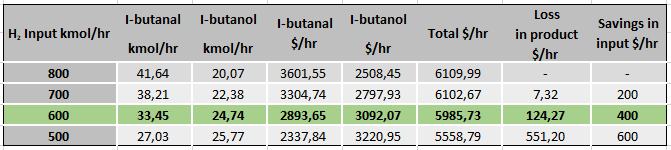 H₂ Input kmol/hr I-butanal kmol/hr I-butanol kmol/hr I-butanal $/hr I-butanol $/hr Total $/hr Loss in product $/hr Savings in input $/hr
800 41,64 20,07 3601,55 2508,45 6109,99 - -
700 38,21 22,38 3304,74 2797,93 6102,67 7,32 200
600 33,45 24,74 2893,65 3092,07 5985,73 124,27 400
500 27,03 25,77 2337,84 3220,95 5558,79 551,20 600